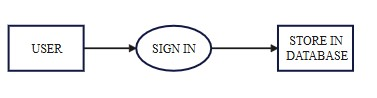 USER
SIGN IN
STORE IN
DATABASE